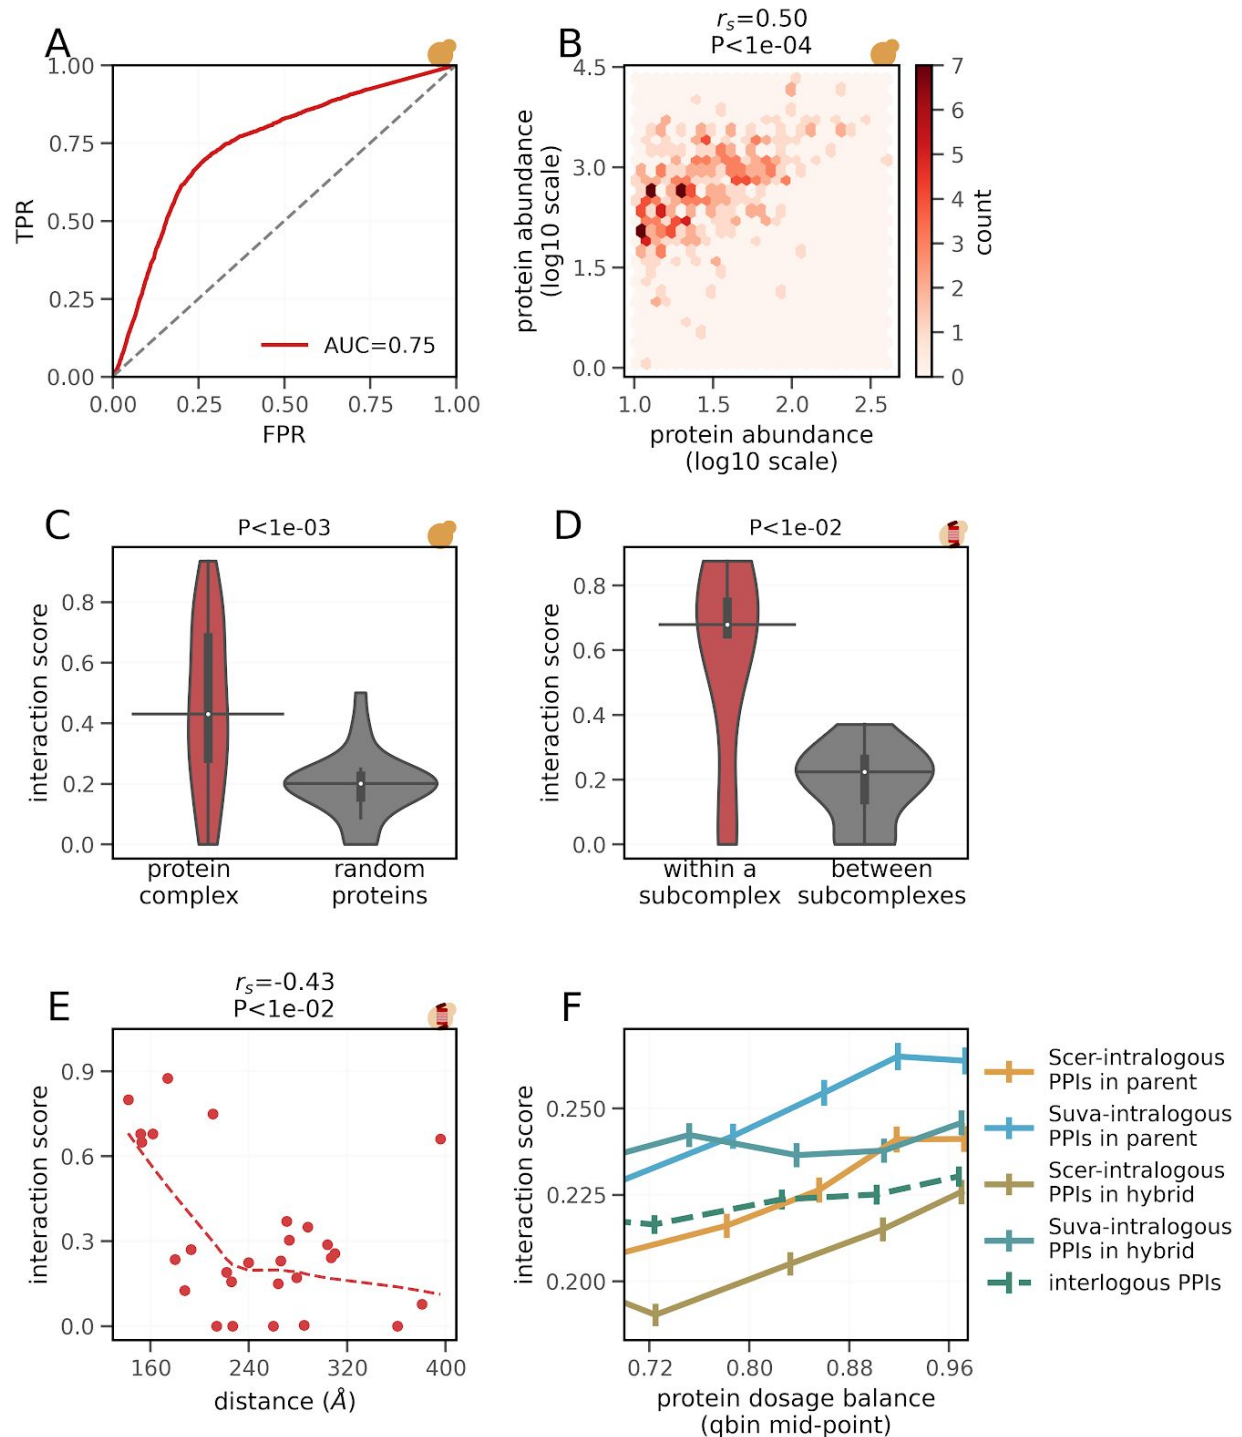 A
1.00
0.75
0.50
0.25
0.00
TPR
0.00 0.25 0.50 0.75 1.00
FPR
AUC=0.75
B
rs=0.50
P<1e-04
4.5
3.0
1.5
0.0
protein abundance
(log10 scale)
1.0 1.5 2.0 2.5
protein abundance
(log10 scale)
7
6
5
4
3
2
1
0
count
C
P<1e-03
0.8
0.6
0.4
0.2
0.0
interaction score
protein
complex
random
proteins
D
P<1e-02
0.8
0.6
0.4
0.2
0.0
interaction score
within a
subcomplex
between
subcomplexes
E
rs=-0.43
P<1e-02
0.9
0.6
0.3
0.0
interaction score
160 240 320 400
distance (Å)
F
0.250
0.225
0.200
interaction score
0.72 0.80 0.88 0.96
protein dosage balance
(qbin mid-point)
Scer-intralogous
PPIs in parent
Suva-intralogous
PPIs in parent
Scer-intralogous
PPIs in hybrid
Suva-intralogous
PPIs in hybrid
interlogous PPIs